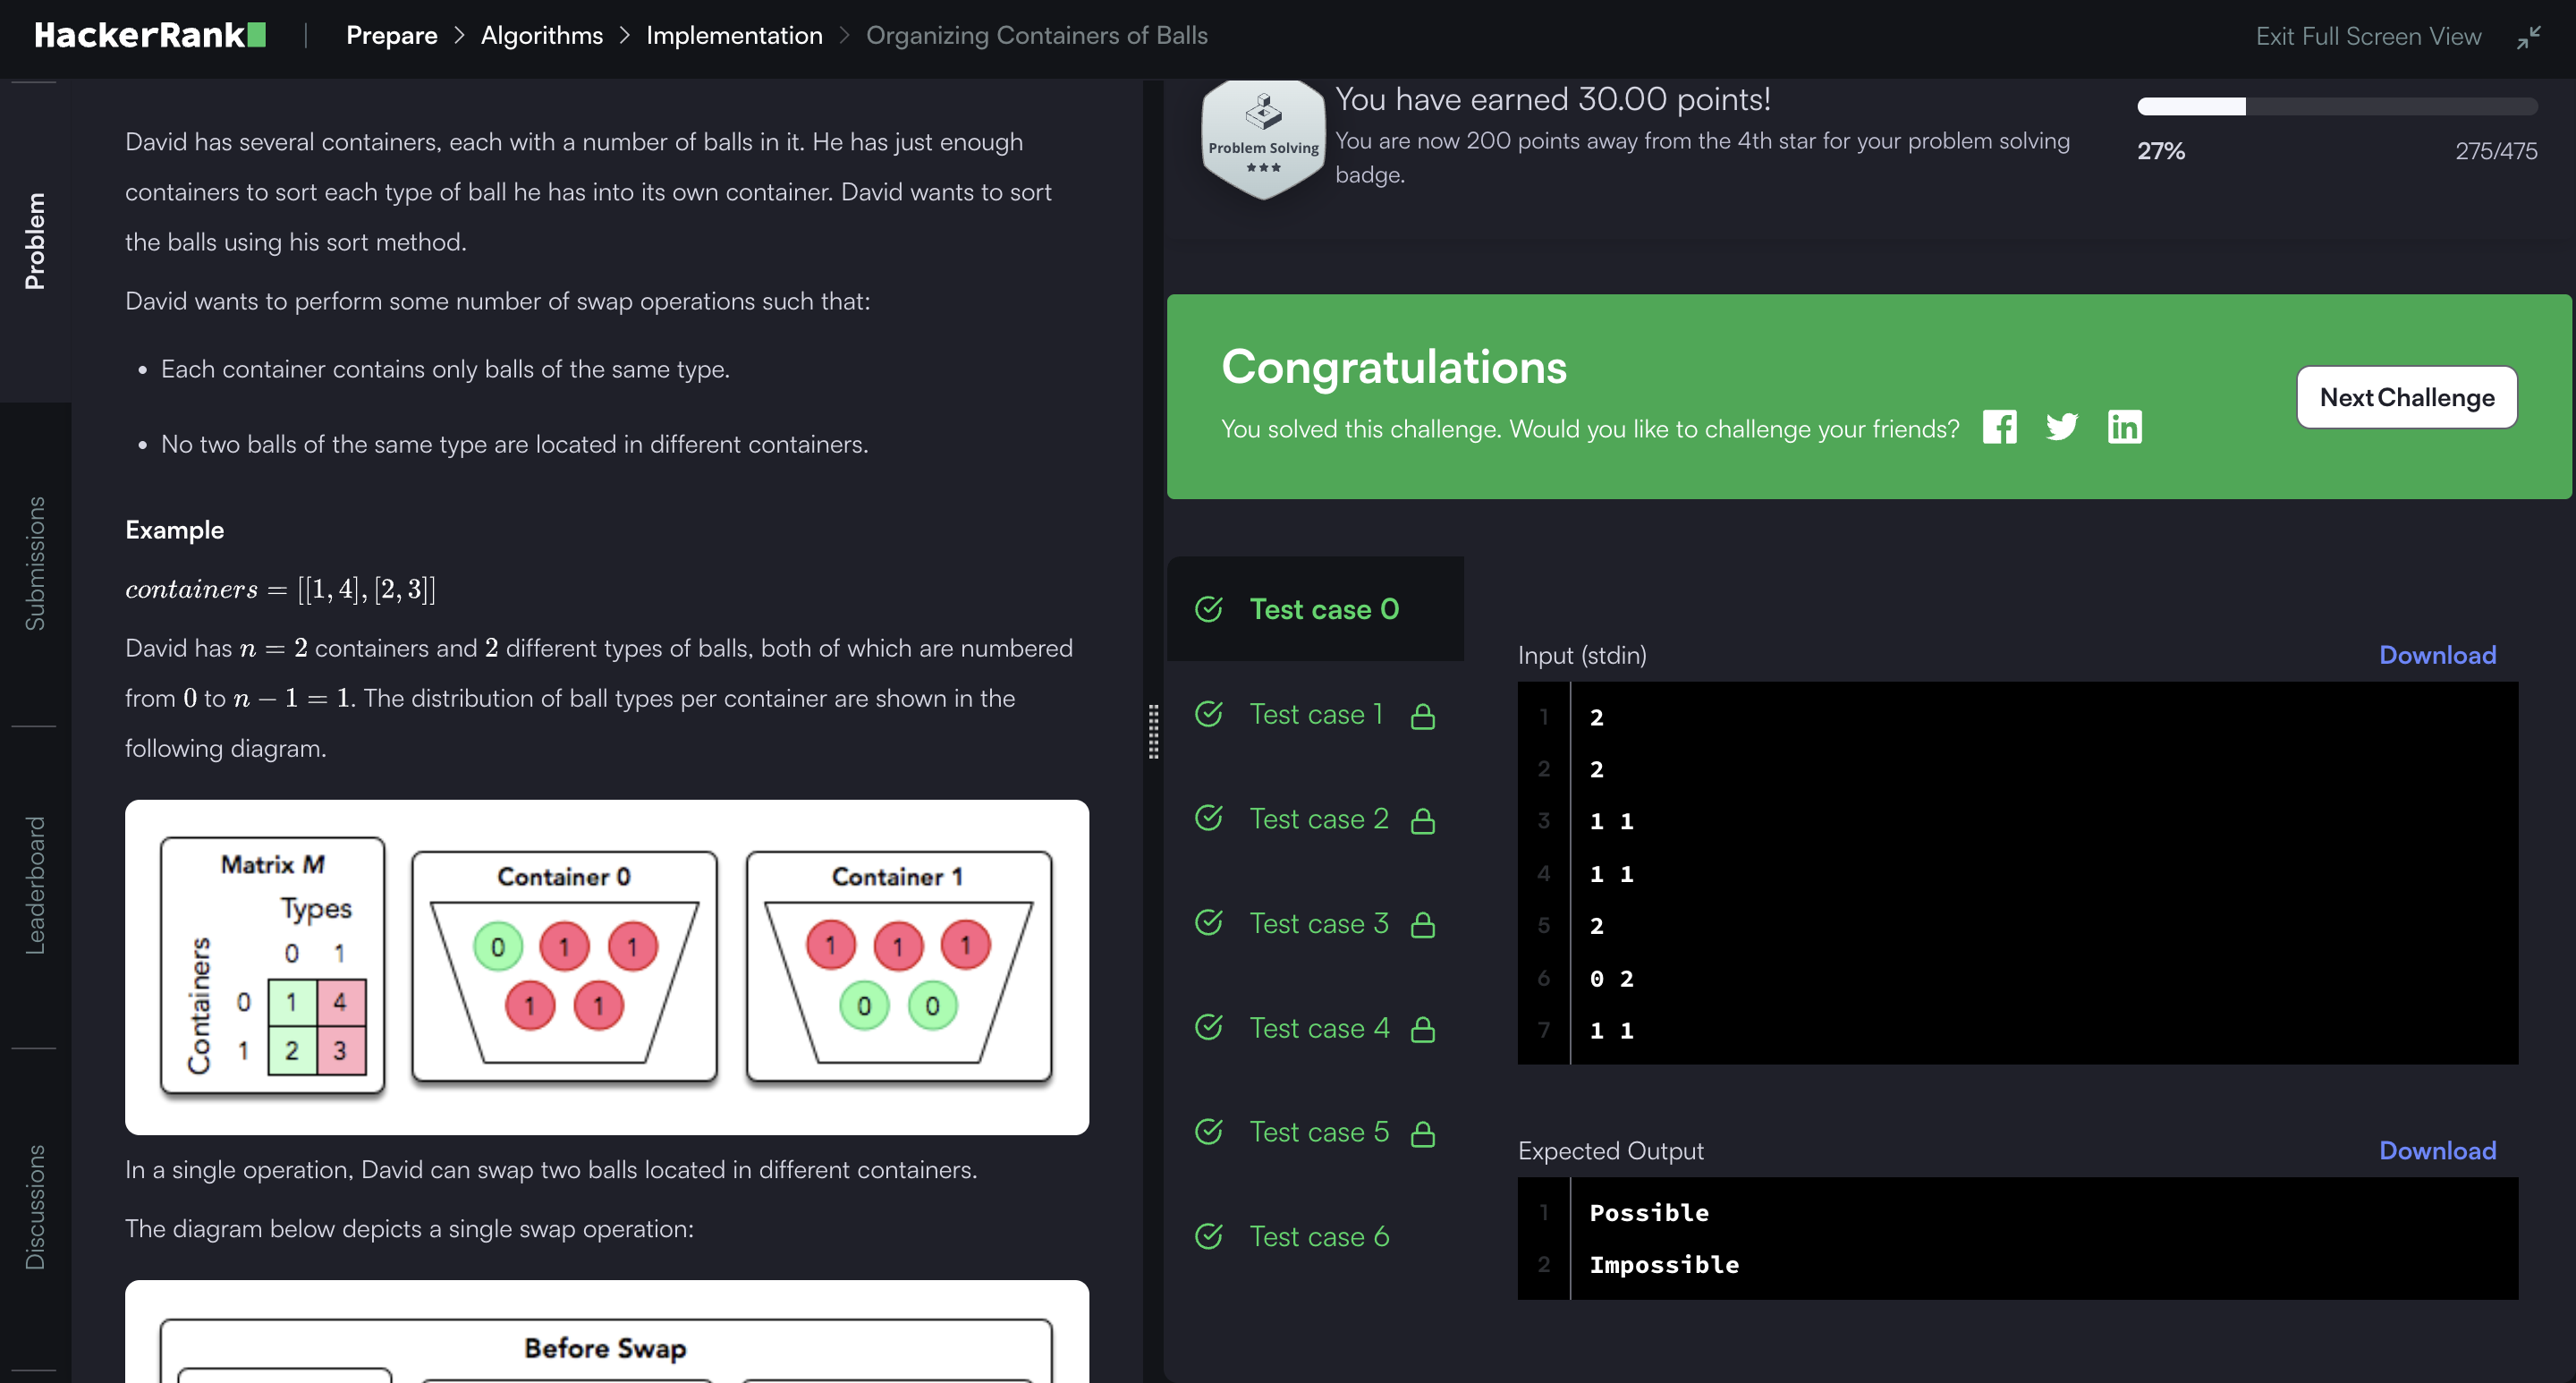 HackerRank
Prepare > Algorithms > Implementation > Organizing Containers of Balls
Exit Full Screen View
Problem
Submissions
Leaderboard
Discussions
David has several containers, each with a number of balls in it. He has just enough
containers to sort each type of ball he has into its own container. David wants to sort
the balls using his sort method.
David wants to perform some number of swap operations such that:
• Each container contains only balls of the same type.
• No two balls of the same type are located in different containers.
Example
containers = [[1, 4], [2, 3]]
David has n = 2 containers and 2 different types of balls, both of which are numbered
from 0 to n − 1 = 1. The distribution of ball types per container are shown in the
following diagram.
Matrix M
Types
Containers
0 1
0 1 4
1 2 3
Container 0
0 1 1
1 1
Container 1
1 1 1
0 0
In a single operation, David can swap two balls located in different containers.
The diagram below depicts a single swap operation:
Before Swap
Problem Solving
You have earned 30.00 points!
You are now 200 points away from the 4th star for your problem solving
badge.
27%
275/475
Congratulations
You solved this challenge. Would you like to challenge your friends?
Next Challenge
Test case 0
Test case 1
Test case 2
Test case 3
Test case 4
Test case 5
Test case 6
Input (stdin)
Download
1 2
2 2
3 1 1
4 1 1
5 2
6 0 2
7 1 1
Expected Output
Download
1 Possible
2 Impossible